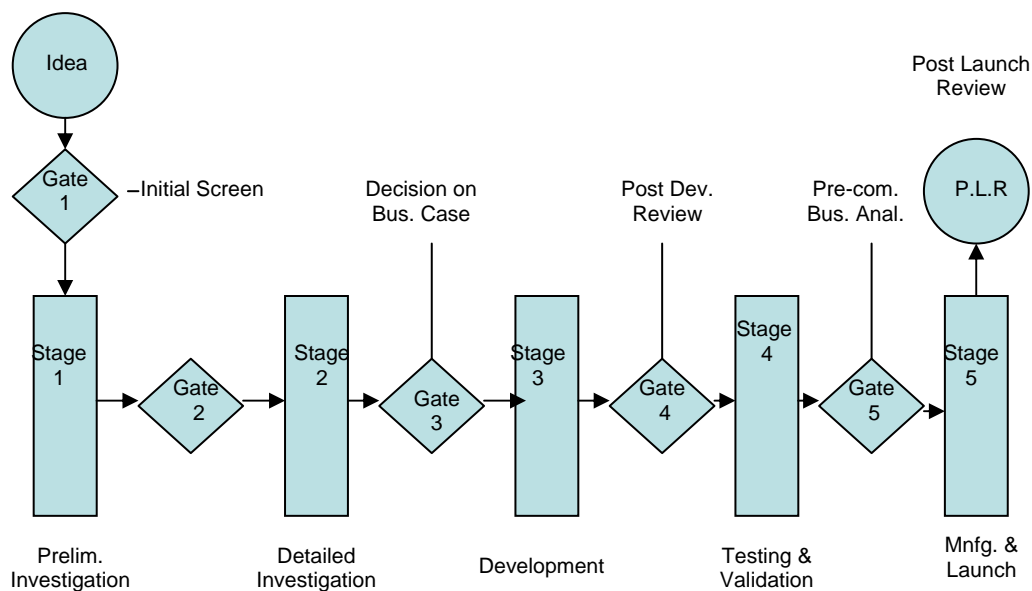 Idea
Post Launch
Review
Gate
1
–Initial Screen
Decision on
Bus. Case
Post Dev.
Review
Pre-com.
Bus. Anal.
P.L.R
Stage
1
Gate
2
Stage
2
Gate
3
Stage
3
Gate
4
Stage
4
Gate
5
Stage
5
Prelim.
Investigation
Detailed
Investigation
Development
Testing &
Validation
Mnfg. &
Launch